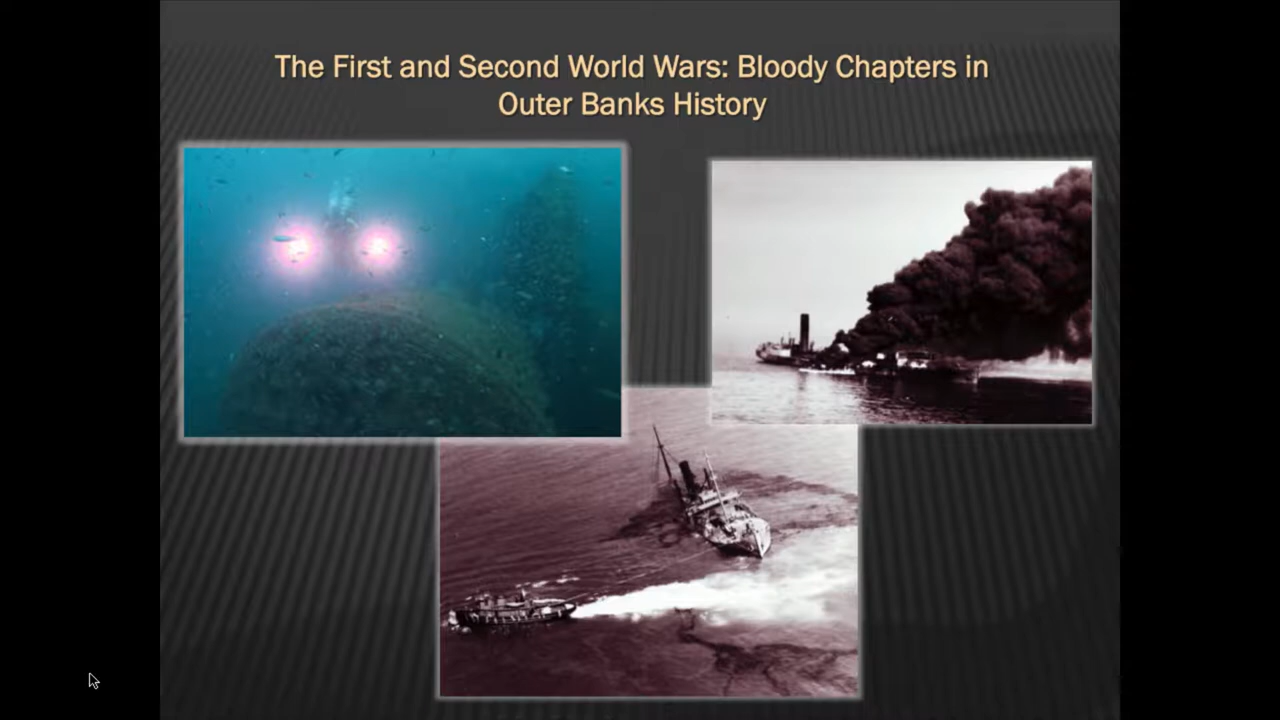 The First and Second World Wars: Bloody Chapters in
Outer Banks History